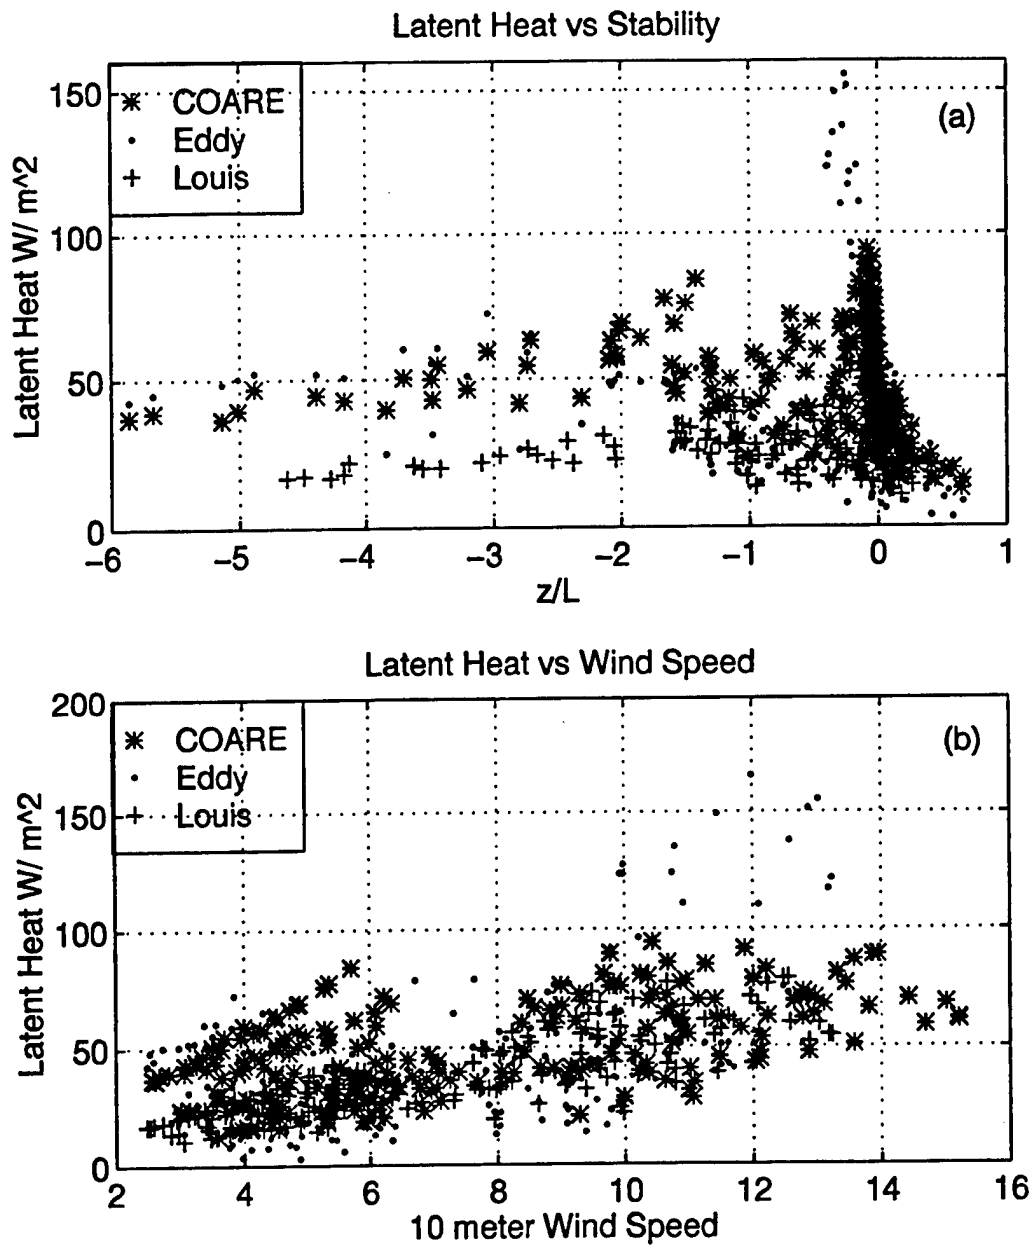 Latent Heat vs Stability
150
100
50
0
Latent Heat W/ m^2
COARE
Eddy
Louis
(a)
−6 −5 −4 −3 −2 −1 0 1
z/L
Latent Heat vs Wind Speed
200
150
100
50
0
Latent Heat W/ m^2
COARE
Eddy
Louis
(b)
2 4 6 8 10 12 14 16
10 meter Wind Speed